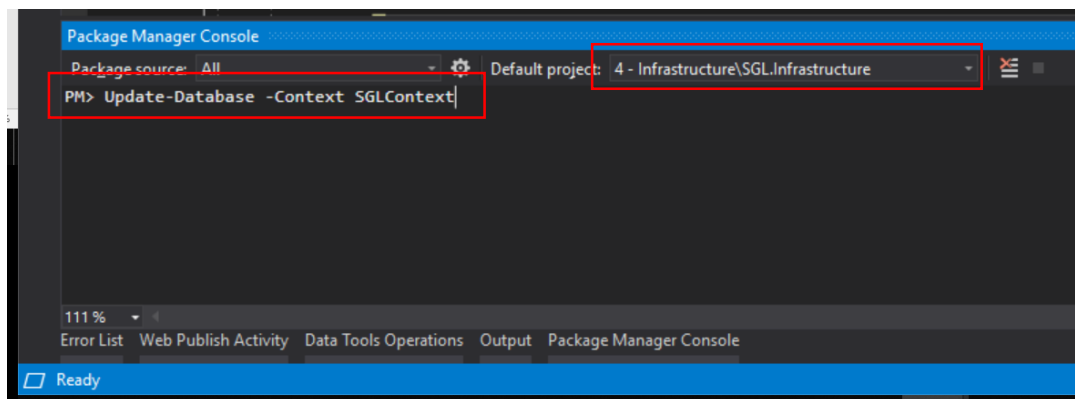 Package Manager Console
Package source: All Default project: 4 - Infrastructure\SGL.Infrastructure
PM> Update-Database -Context SGLContext
111 %
Error List Web Publish Activity Data Tools Operations Output Package Manager Console
Ready